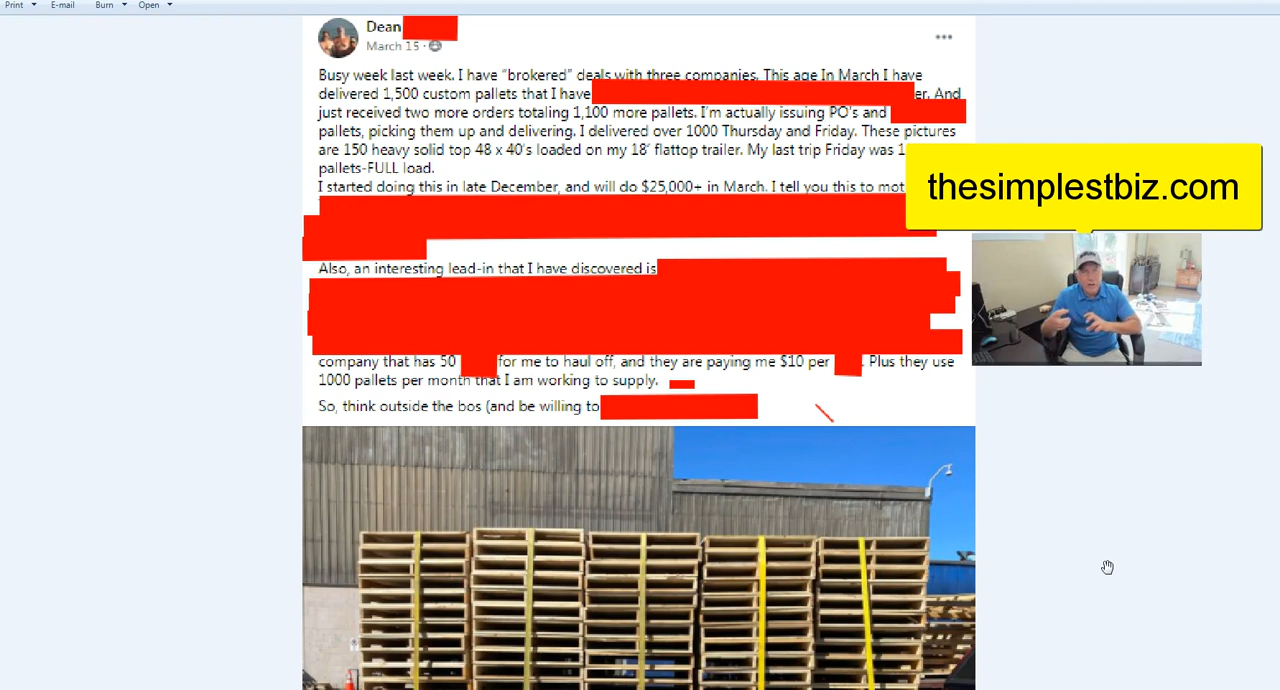 Print E-mail Burn Open
Dean
March 15 ·
Busy week last week. I have "brokered" deals with three companies. This age In March I have
delivered 1,500 custom pallets that I have er. And
just received two more orders totaling 1,100 more pallets. I'm actually issuing PO's and
pallets, picking them up and delivering. I delivered over 1000 Thursday and Friday. These pictures
are 150 heavy solid top 48 x 40's loaded on my 18' flattop trailer. My last trip Friday was 1
pallets-FULL load.
I started doing this in late December, and will do $25,000+ in March. I tell you this to mot
thesimplestbiz.com
Also, an interesting lead-in that I have discovered is
company that has 50 for me to haul off, and they are paying me $10 per . Plus they use
1000 pallets per month that I am working to supply.
So, think outside the bos (and be willing to